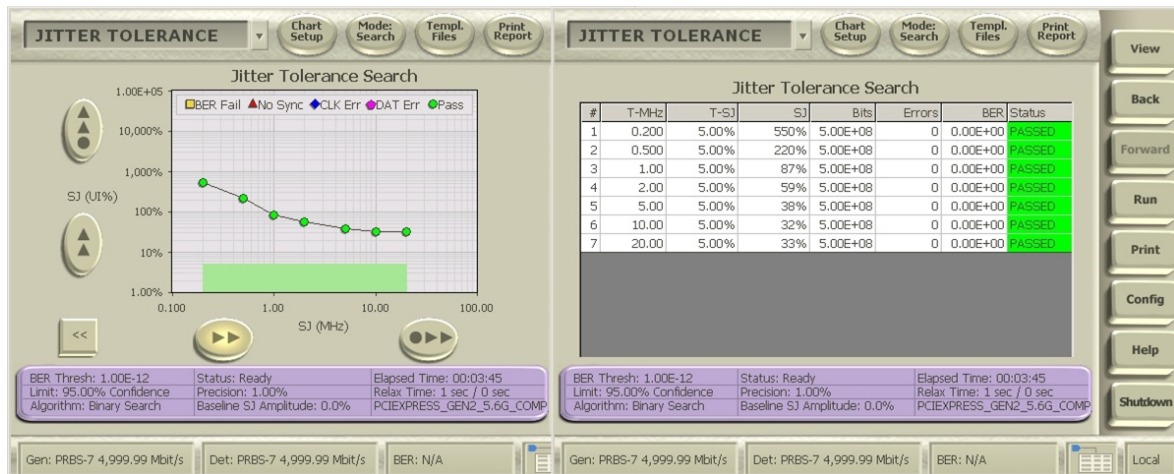 JITTER TOLERANCE
Chart Setup
Mode: Search
Templ. Files
Print Report
Jitter Tolerance Search
1.00E+05
BER Fail No Sync CLK Err DAT Err Pass
10,000%
1,000%
SJ (UI%)
100%
10%
1.00%
0.100 1.00 10.00 100.00
SJ (MHz)
<<
BER Thresh: 1.00E-12 Status: Ready Elapsed Time: 00:03:45
Limit: 95.00% Confidence Precision: 1.00% Relax Time: 1 sec / 0 sec
Algorithm: Binary Search Baseline SJ Amplitude: 0.0% PCIEXPRESS_GEN2_5.6G_COMP
Gen: PRBS-7 4,999.99 Mbit/s Det: PRBS-7 4,999.99 Mbit/s BER: N/A
JITTER TOLERANCE
Chart Setup
Mode: Search
Templ. Files
Print Report
Jitter Tolerance Search
# T-MHz T-SJ SJ Bits Errors BER Status
1 0.200 5.00% 550% 5.00E+08 0 0.00E+00 PASSED
2 0.500 5.00% 220% 5.00E+08 0 0.00E+00 PASSED
3 1.00 5.00% 87% 5.00E+08 0 0.00E+00 PASSED
4 2.00 5.00% 59% 5.00E+08 0 0.00E+00 PASSED
5 5.00 5.00% 38% 5.00E+08 0 0.00E+00 PASSED
6 10.00 5.00% 32% 5.00E+08 0 0.00E+00 PASSED
7 20.00 5.00% 33% 5.00E+08 0 0.00E+00 PASSED
BER Thresh: 1.00E-12 Status: Ready Elapsed Time: 00:03:45
Limit: 95.00% Confidence Precision: 1.00% Relax Time: 1 sec / 0 sec
Algorithm: Binary Search Baseline SJ Amplitude: 0.0% PCIEXPRESS_GEN2_5.6G_COMP
Gen: PRBS-7 4,999.99 Mbit/s Det: PRBS-7 4,999.99 Mbit/s BER: N/A Local
View
Back
Forward
Run
Print
Config
Help
Shutdown